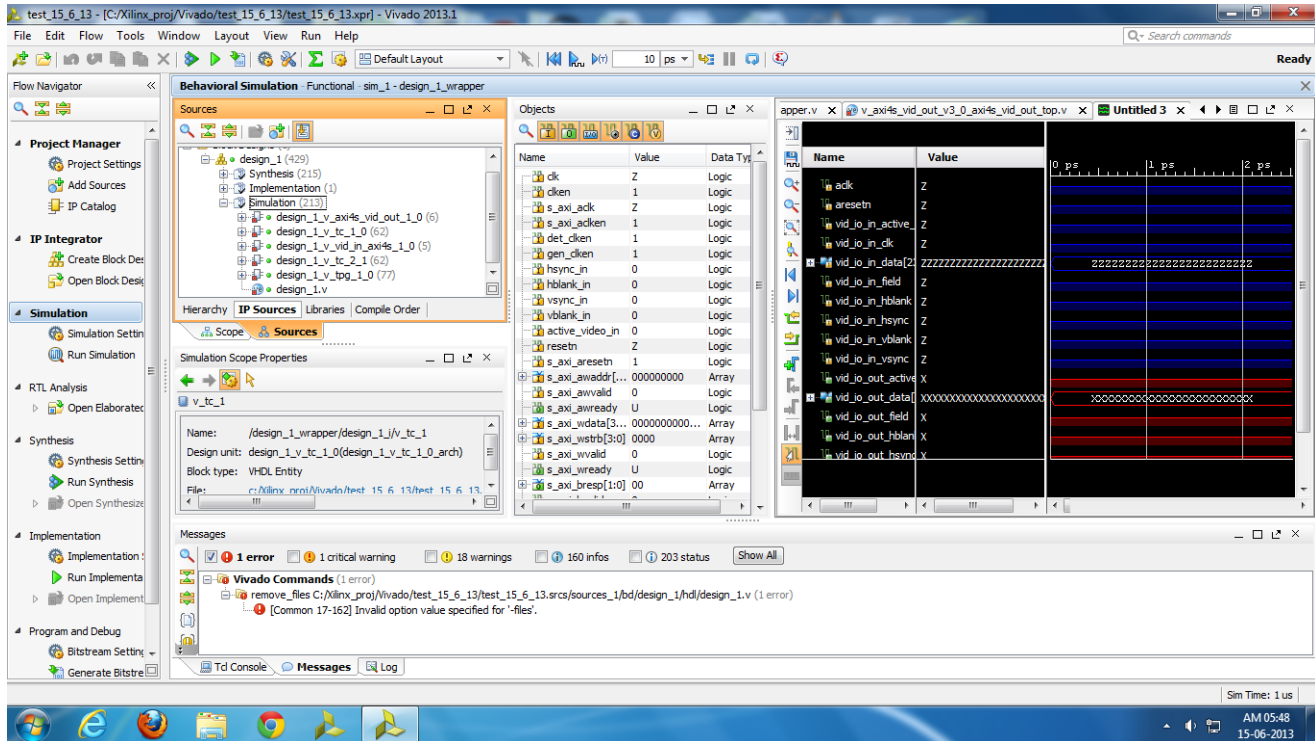 test_15_6_13 - [C:/Xilinx_proj/Vivado/test_15_6_13/test_15_6_13.xpr] - Vivado 2013.1
File Edit Flow Tools Window Layout View Run Help
Search commands
Default Layout
10 ps
Ready
Flow Navigator
Project Manager
Project Settings
Add Sources
IP Catalog
IP Integrator
Create Block Des
Open Block Desig
Simulation
Simulation Settin
Run Simulation
RTL Analysis
Open Elaborated
Synthesis
Synthesis Setting
Run Synthesis
Open Synthesize
Implementation
Implementation S
Run Implementa
Open Implement
Program and Debug
Bitstream Setting
Generate Bitstre
Behavioral Simulation - Functional - sim_1 - design_1_wrapper
Sources
design_1 (429)
Synthesis (215)
Implementation (1)
Simulation (213)
design_1_v_axi4s_vid_out_1_0 (6)
design_1_v_tc_1_0 (62)
design_1_v_vid_in_axi4s_1_0 (5)
design_1_v_tc_2_1 (62)
design_1_v_tpg_1_0 (77)
design_1.v
Hierarchy IP Sources Libraries Compile Order
Scope Sources
Simulation Scope Properties
v_tc_1
Name: /design_1_wrapper/design_1_i/v_tc_1
Design unit: design_1_v_tc_1_0(design_1_v_tc_1_0_arch)
Block type: VHDL Entity
File: c:/Xilinx_proj/Vivado/test_15_6_13/test_15_6_13.
Objects
Name Value Data Typ
clk Z Logic
clken 1 Logic
s_axi_aclk Z Logic
s_axi_aclken 1 Logic
det_clken 1 Logic
gen_clken 1 Logic
hsync_in 0 Logic
hblank_in 0 Logic
vsync_in 0 Logic
vblank_in 0 Logic
active_video_in 0 Logic
resetn Z Logic
s_axi_aresetn 1 Logic
s_axi_awaddr[... 000000000 Array
s_axi_awvalid 0 Logic
s_axi_awready U Logic
s_axi_wdata[3... 0000000000... Array
s_axi_wstrb[3:0] 0000 Array
s_axi_wvalid 0 Logic
s_axi_wready U Logic
s_axi_bresp[1:0] 00 Array
apper.v v_axi4s_vid_out_v3_0_axi4s_vid_out_top.v Untitled 3
Name Value
0 ps 1 ps 2 ps
aclk Z
aresetn Z
vid_io_in_active_ Z
vid_io_in_clk Z
vid_io_in_data[2 ZZZZZZZZZZZZZZZZZZZZZZZ ZZZZZZZZZZZZZZZZZZZZZZZZ
vid_io_in_field Z
vid_io_in_hblank Z
vid_io_in_hsync Z
vid_io_in_vblank Z
vid_io_in_vsync Z
vid_io_out_active X
vid_io_out_data[ XXXXXXXXXXXXXXXXXXXXXXX XXXXXXXXXXXXXXXXXXXXXXXX
vid_io_out_field X
vid_io_out_hblan X
vid_io_out_hsync X
Messages
1 error 1 critical warning 18 warnings 160 infos 203 status Show All
Vivado Commands (1 error)
remove_files C:/Xilinx_proj/Vivado/test_15_6_13/test_15_6_13.srcs/sources_1/bd/design_1/hdl/design_1.v (1 error)
[Common 17-162] Invalid option value specified for '-files'.
Tcl Console Messages Log
Sim Time: 1 us
AM 05:48
15-06-2013